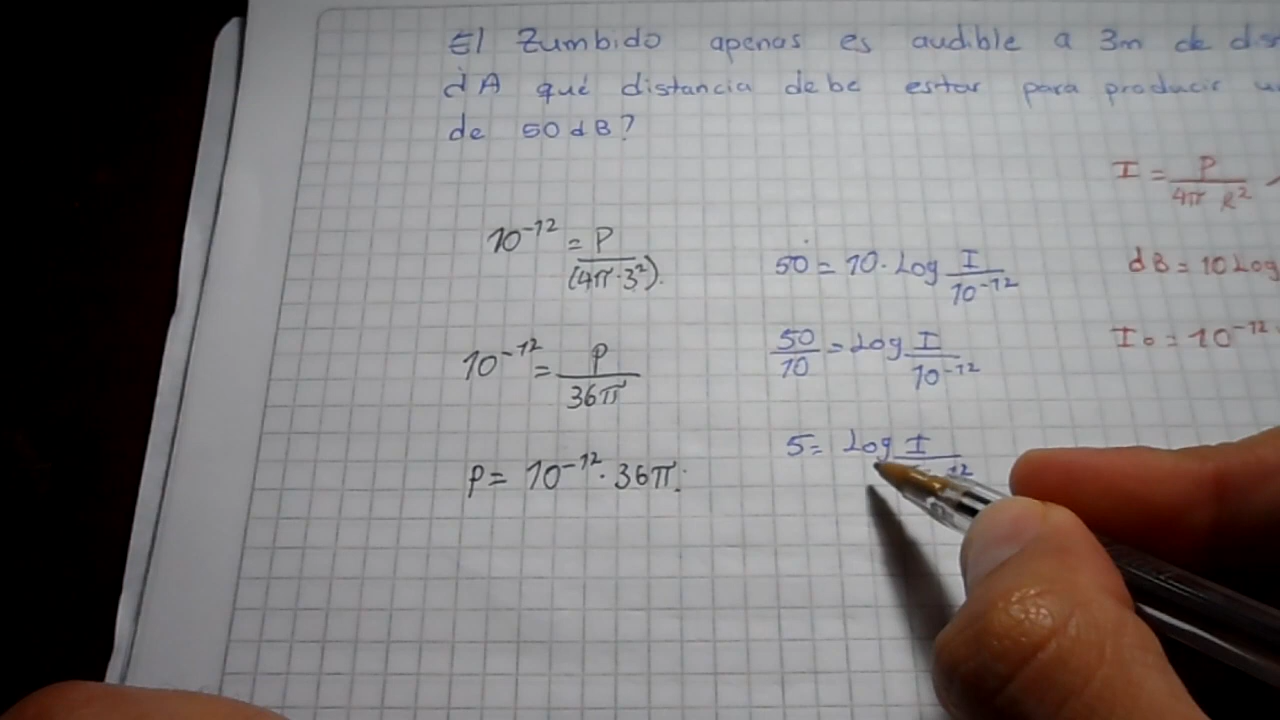 El zumbido apenas es audible a 3m de
¿A qué distancia debe estar para producir
de 50 dB?
I = P / 4π R²
10⁻¹² = P / (4π·3²).
50 = 10·Log I / 10⁻¹²
dB = 10 Log
10⁻¹² = P / 36π
50 / 10 = Log I / 10⁻¹²
I₀ = 10⁻¹²
P = 10⁻¹² · 36π.
5 = Log I